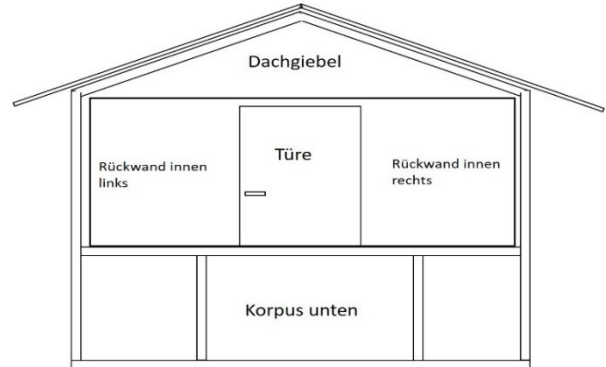 Dachgiebel
Türe
Rückwand innen
links
Rückwand innen
rechts
Korpus unten